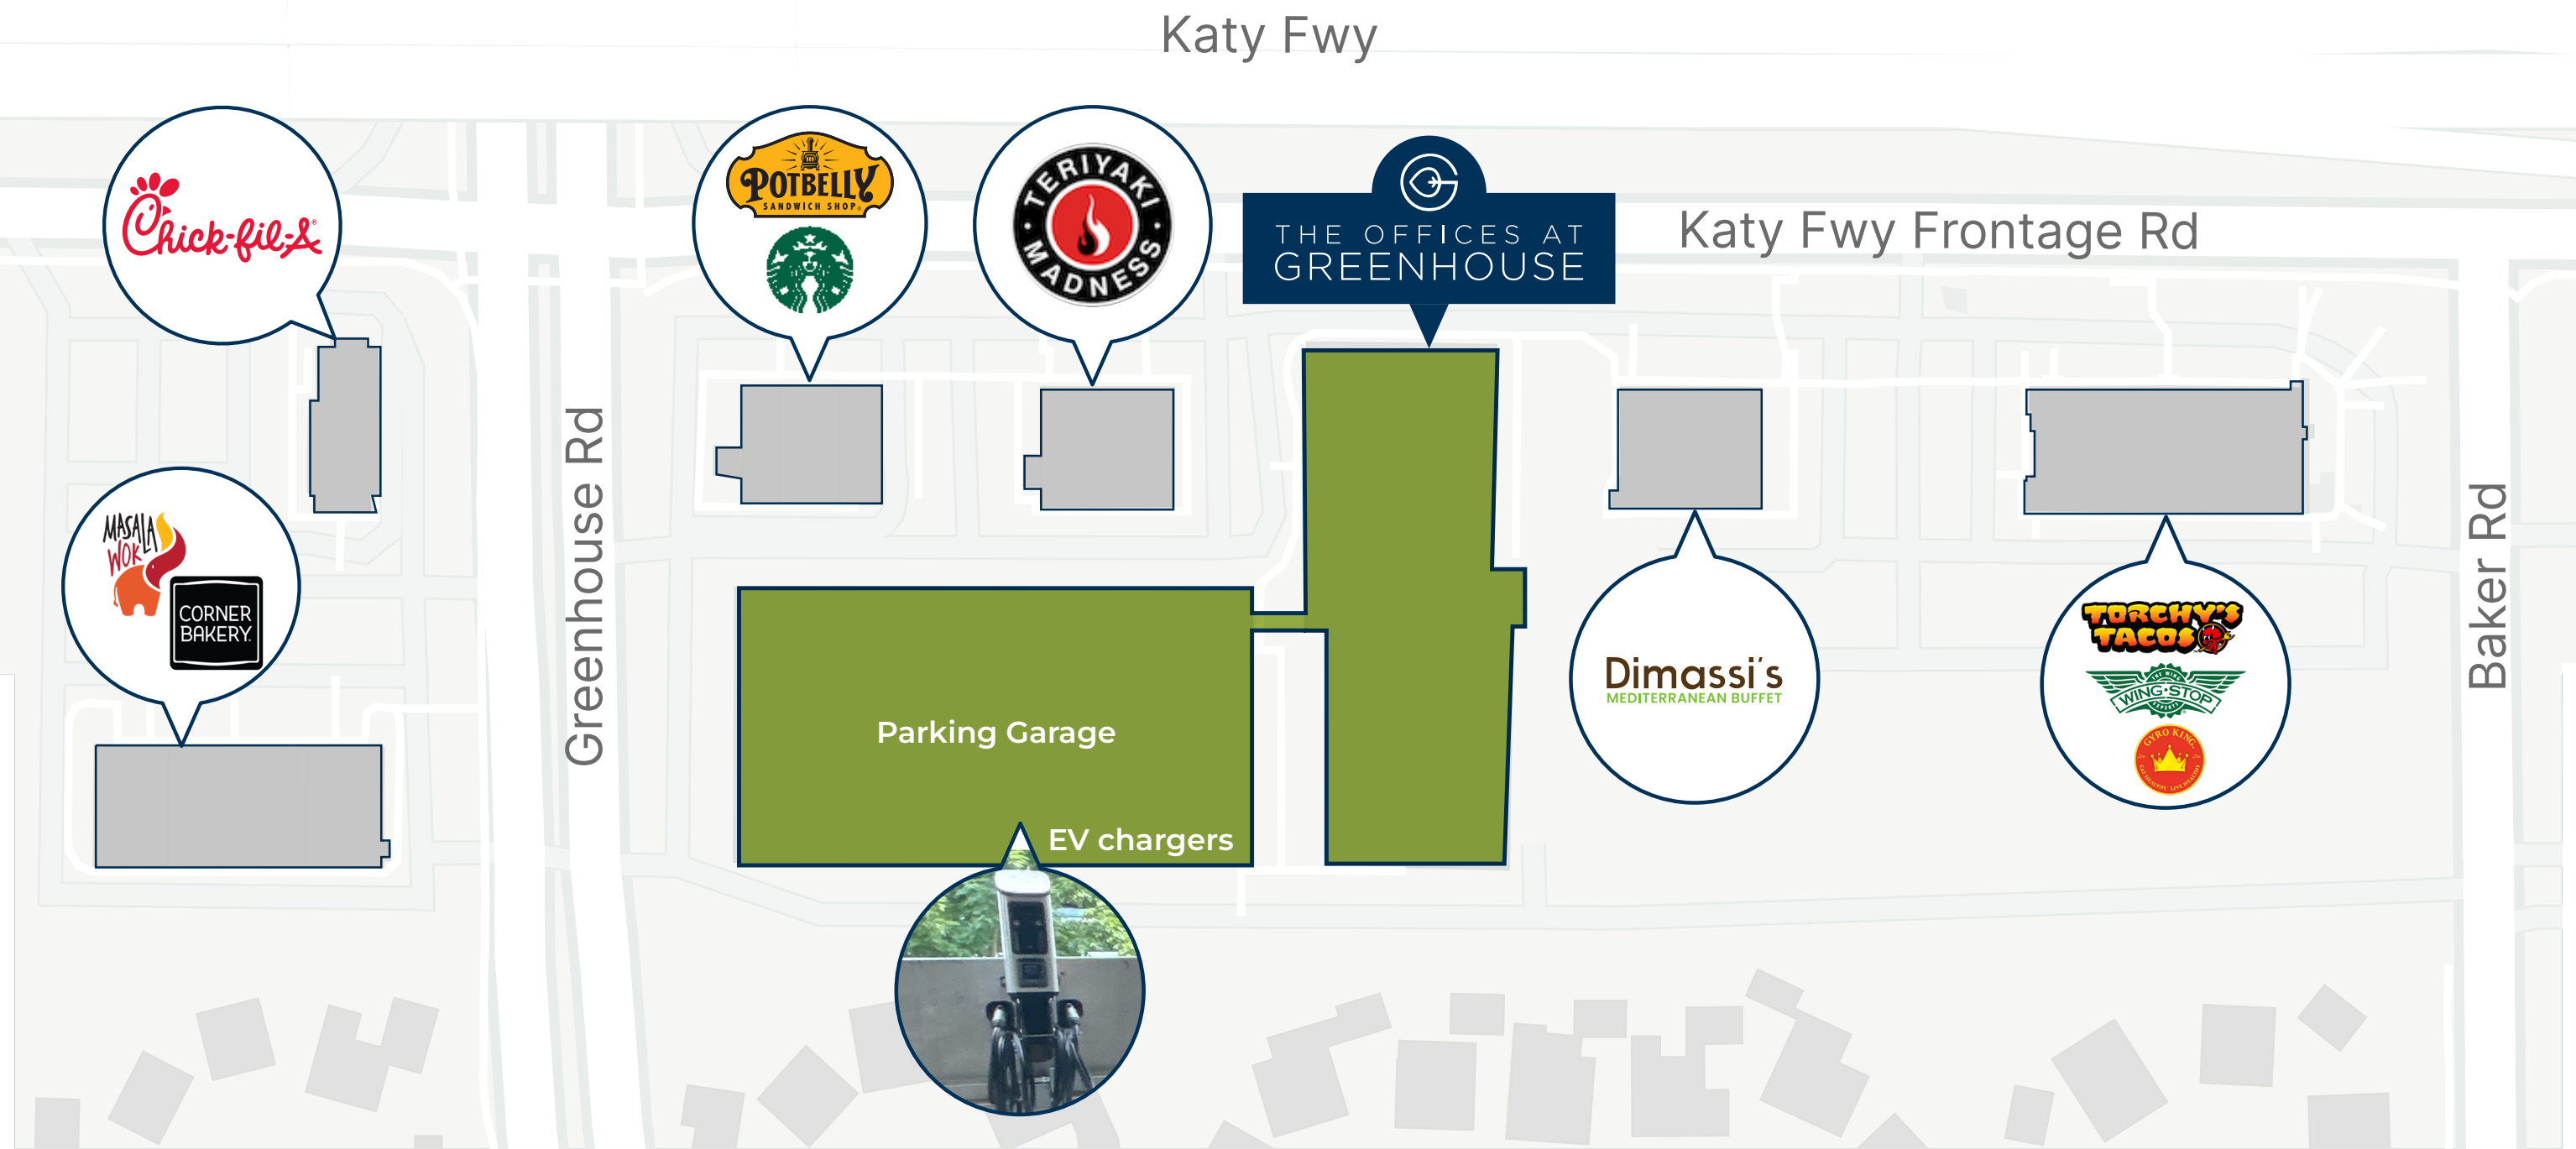 Katy Fwy
Chick-fil-A
POTBELLY
SANDWICH SHOP
TERIYAKI
MADNESS
THE OFFICES AT
GREENHOUSE
Katy Fwy Frontage Rd
Greenhouse Rd
MASALA
WOK
CORNER
BAKERY
Baker Rd
Dimassi's
MEDITERRANEAN BUFFET
TORCHY'S
TACOS
WING·STOP
GYRO KING
Parking Garage
EV chargers